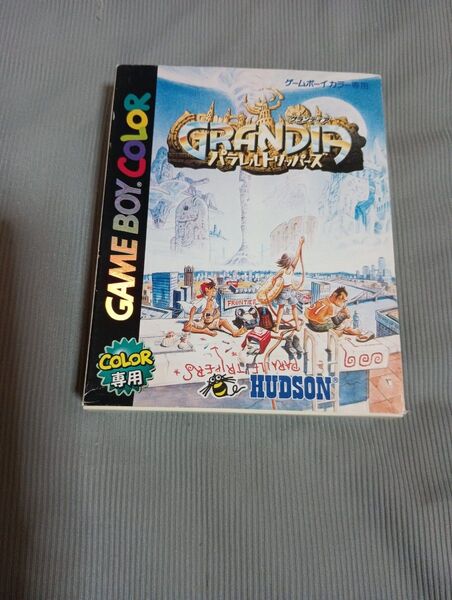 ゲームボーイカラー専用
グランディア
GRANDIA
パラレルトリッパーズ
GAME BOY COLOR
FRONTIER
PARALLEL TRIPPERS
COLOR
専用
HUDSON®